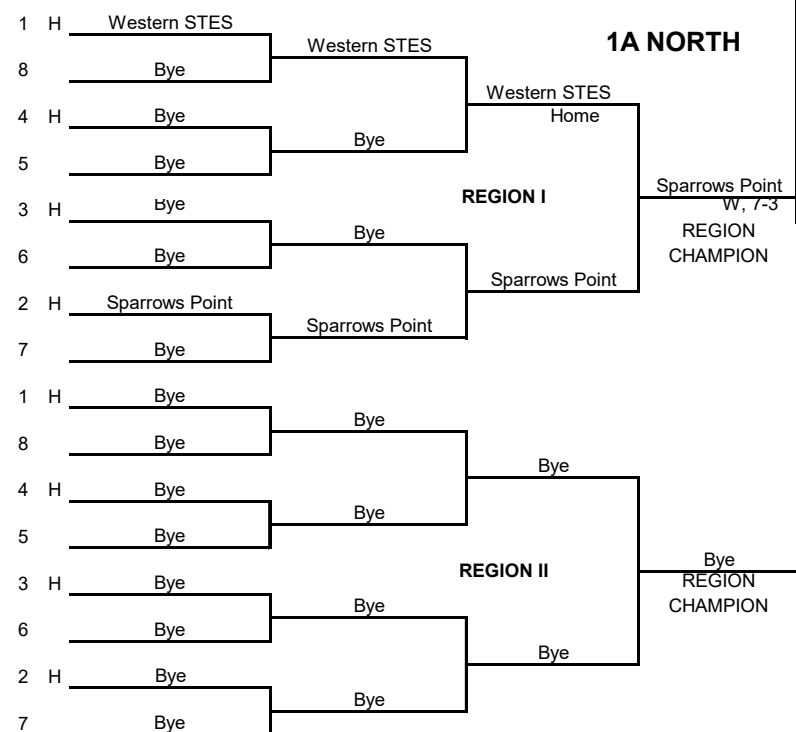 1A NORTH
1 H Western STES
Western STES
8 Bye
Western STES
Home
4 H Bye
Bye
5 Bye
REGION I
Sparrows Point
W, 7-3
REGION
CHAMPION
3 H Bye
Bye
6 Bye
Sparrows Point
2 H Sparrows Point
Sparrows Point
7 Bye
1 H Bye
Bye
8 Bye
Bye
4 H Bye
Bye
5 Bye
REGION II
Bye
REGION
CHAMPION
3 H Bye
Bye
6 Bye
Bye
2 H Bye
Bye
7 Bye